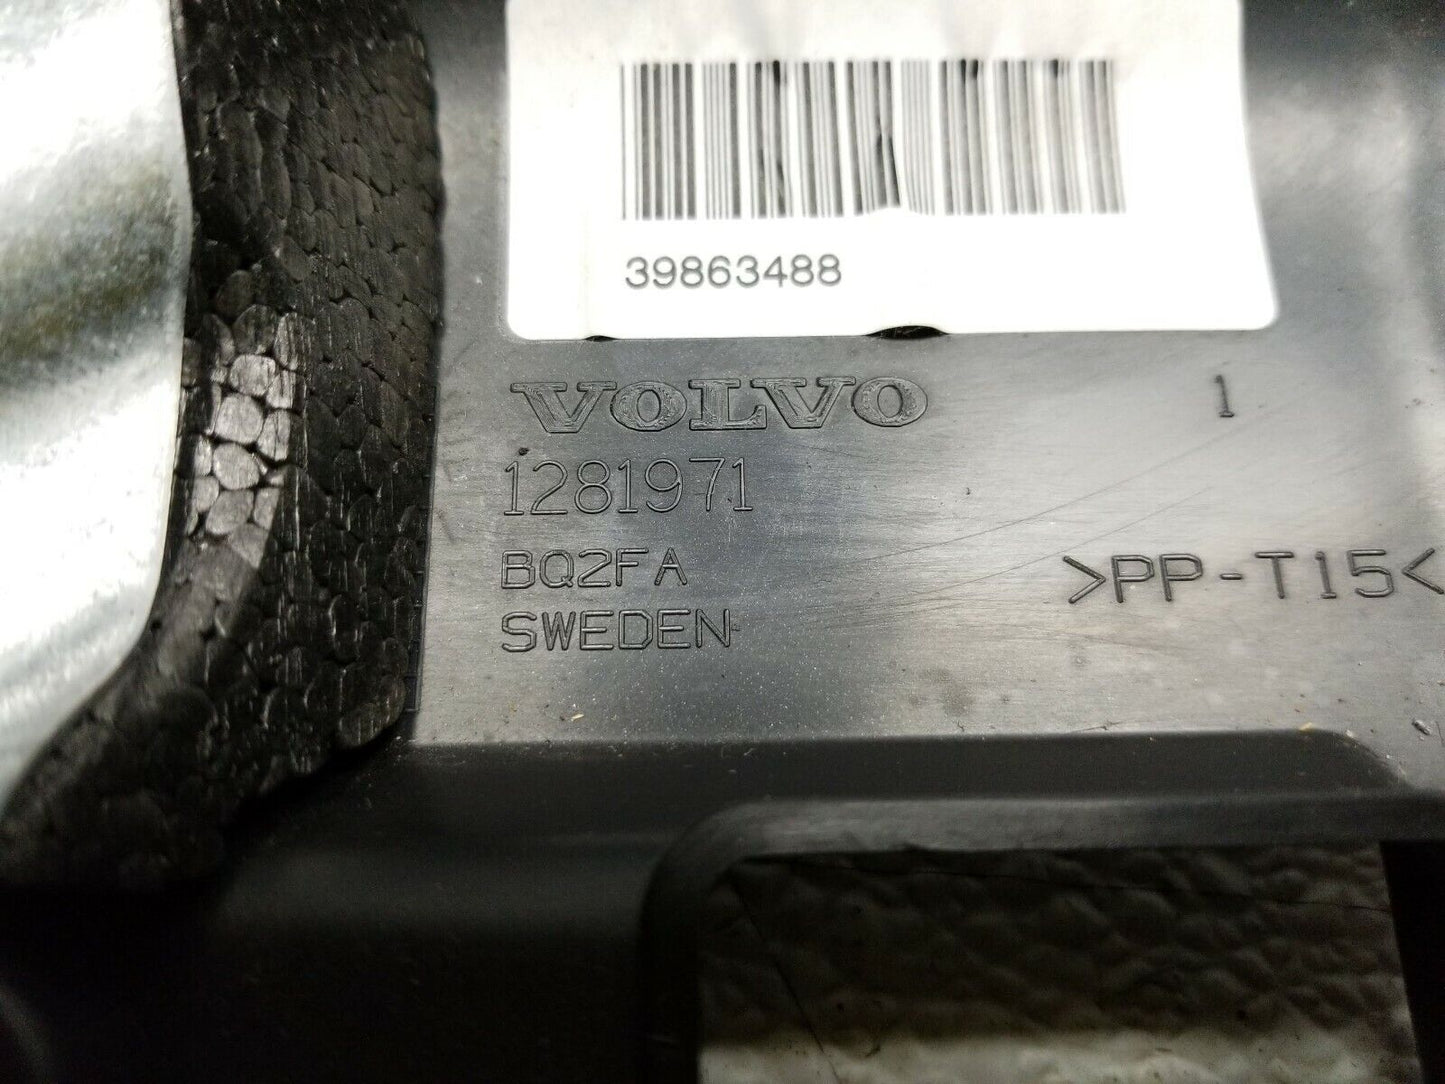 39863488
VOLVO 1
1281971
BQ2FA >PP-T15<
SWEDEN